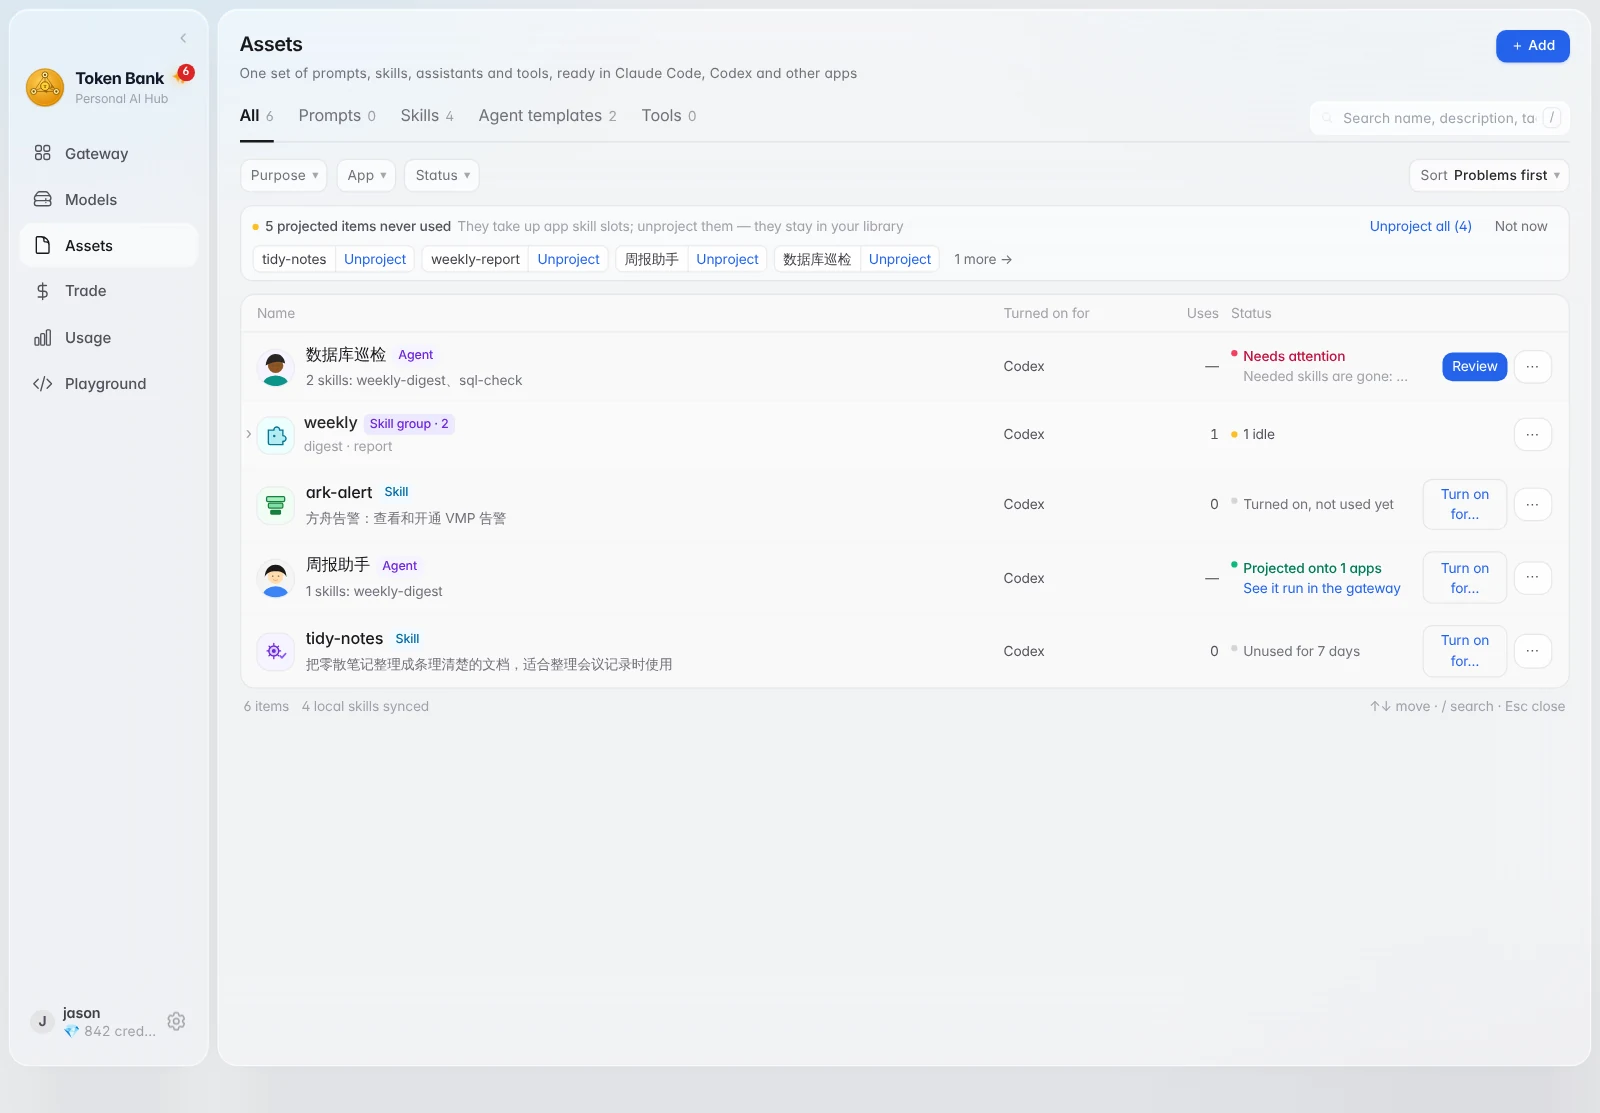 Token Bank
6
Personal AI Hub
Gateway
Models
Assets
Trade
Usage
Playground
J
jason
842 cred...
Assets
+ Add
One set of prompts, skills, assistants and tools, ready in Claude Code, Codex and other apps
All 6
Prompts 0
Skills 4
Agent templates 2
Tools 0
Search name, description, ta
/
Purpose
App
Status
Sort Problems first
5 projected items never used They take up app skill slots; unproject them — they stay in your library
Unproject all (4)
Not now
tidy-notes Unproject
weekly-report Unproject
周报助手 Unproject
数据库巡检 Unproject
1 more →
Name
Turned on for
Uses
Status
数据库巡检 Agent
2 skills: weekly-digest、sql-check
Codex
—
Needs attention
Needed skills are gone: ...
Review
...
weekly Skill group · 2
digest · report
Codex
1
1 idle
...
ark-alert Skill
方舟告警：查看和开通 VMP 告警
Codex
0
Turned on, not used yet
Turn on
for...
...
周报助手 Agent
1 skills: weekly-digest
Codex
—
Projected onto 1 apps
See it run in the gateway
Turn on
for...
...
tidy-notes Skill
把零散笔记整理成条理清楚的文档，适合整理会议记录时使用
Codex
0
Unused for 7 days
Turn on
for...
...
6 items 4 local skills synced
↑↓ move · / search · Esc close